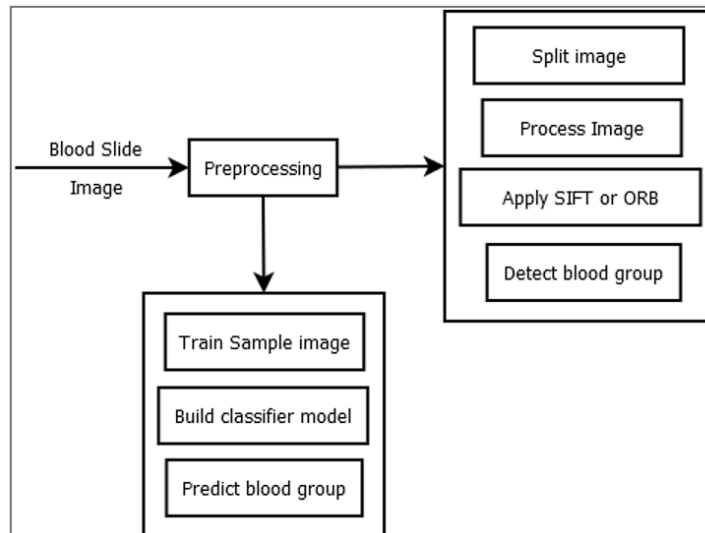 Blood Slide
Image
Preprocessing
Split image
Process Image
Apply SIFT or ORB
Detect blood group
Train Sample image
Build classifier model
Predict blood group